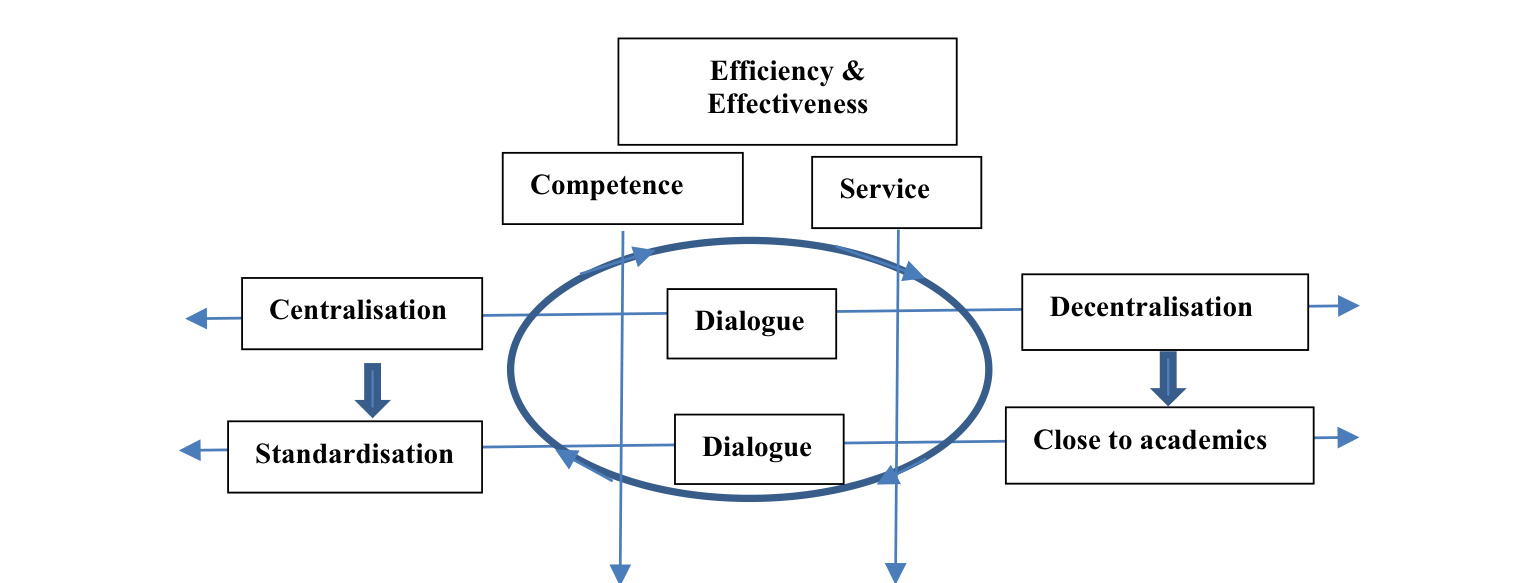 Efficiency &
Effectiveness
Competence
Service
Centralisation
Dialogue
Decentralisation
Standardisation
Dialogue
Close to academics